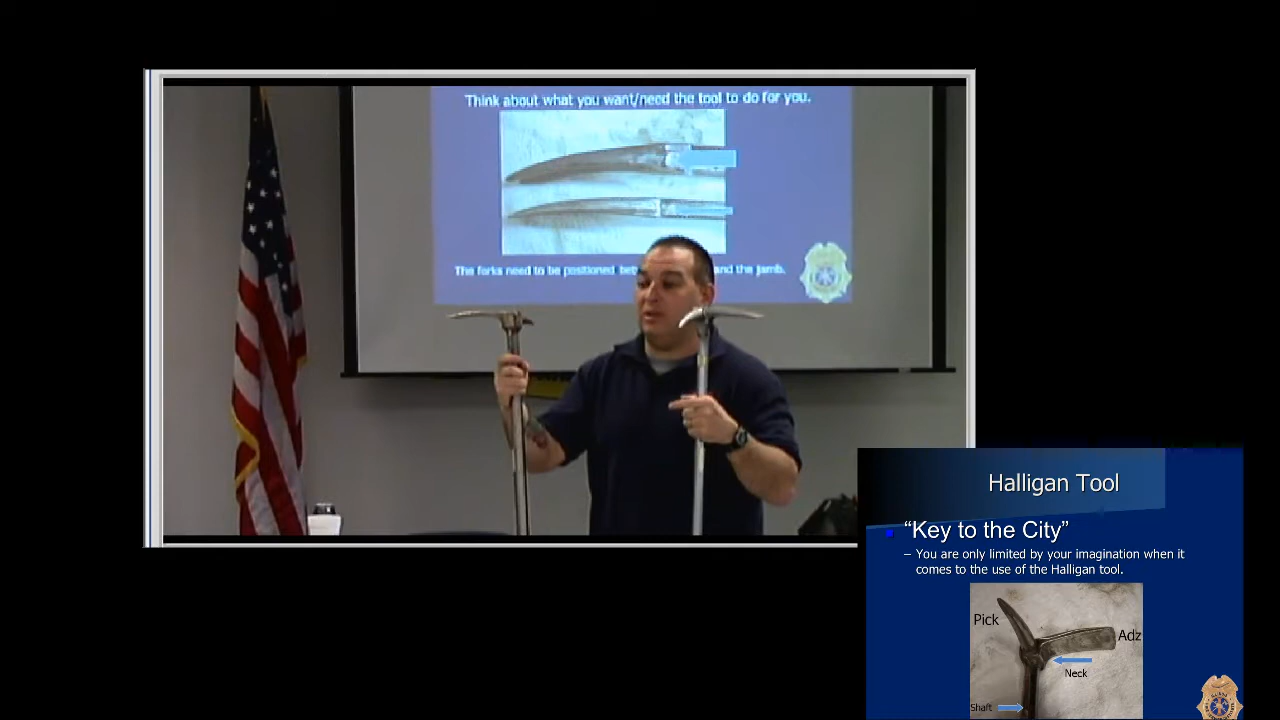 Think about what you want/need the tool to do for you.
The forks need to be positioned and the jamb.
Halligan Tool
“Key to the City”
– You are only limited by your imagination when it
comes to the use of the Halligan tool.
Pick
Adz
Neck
Shaft